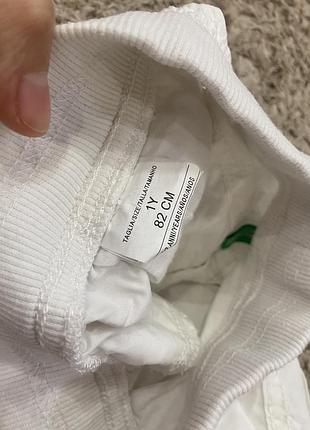 TAGLIA/SIZE/TALLA/TAMANHO
1Y
82 CM
ANNI/YEARS/AÑOS/ANOS